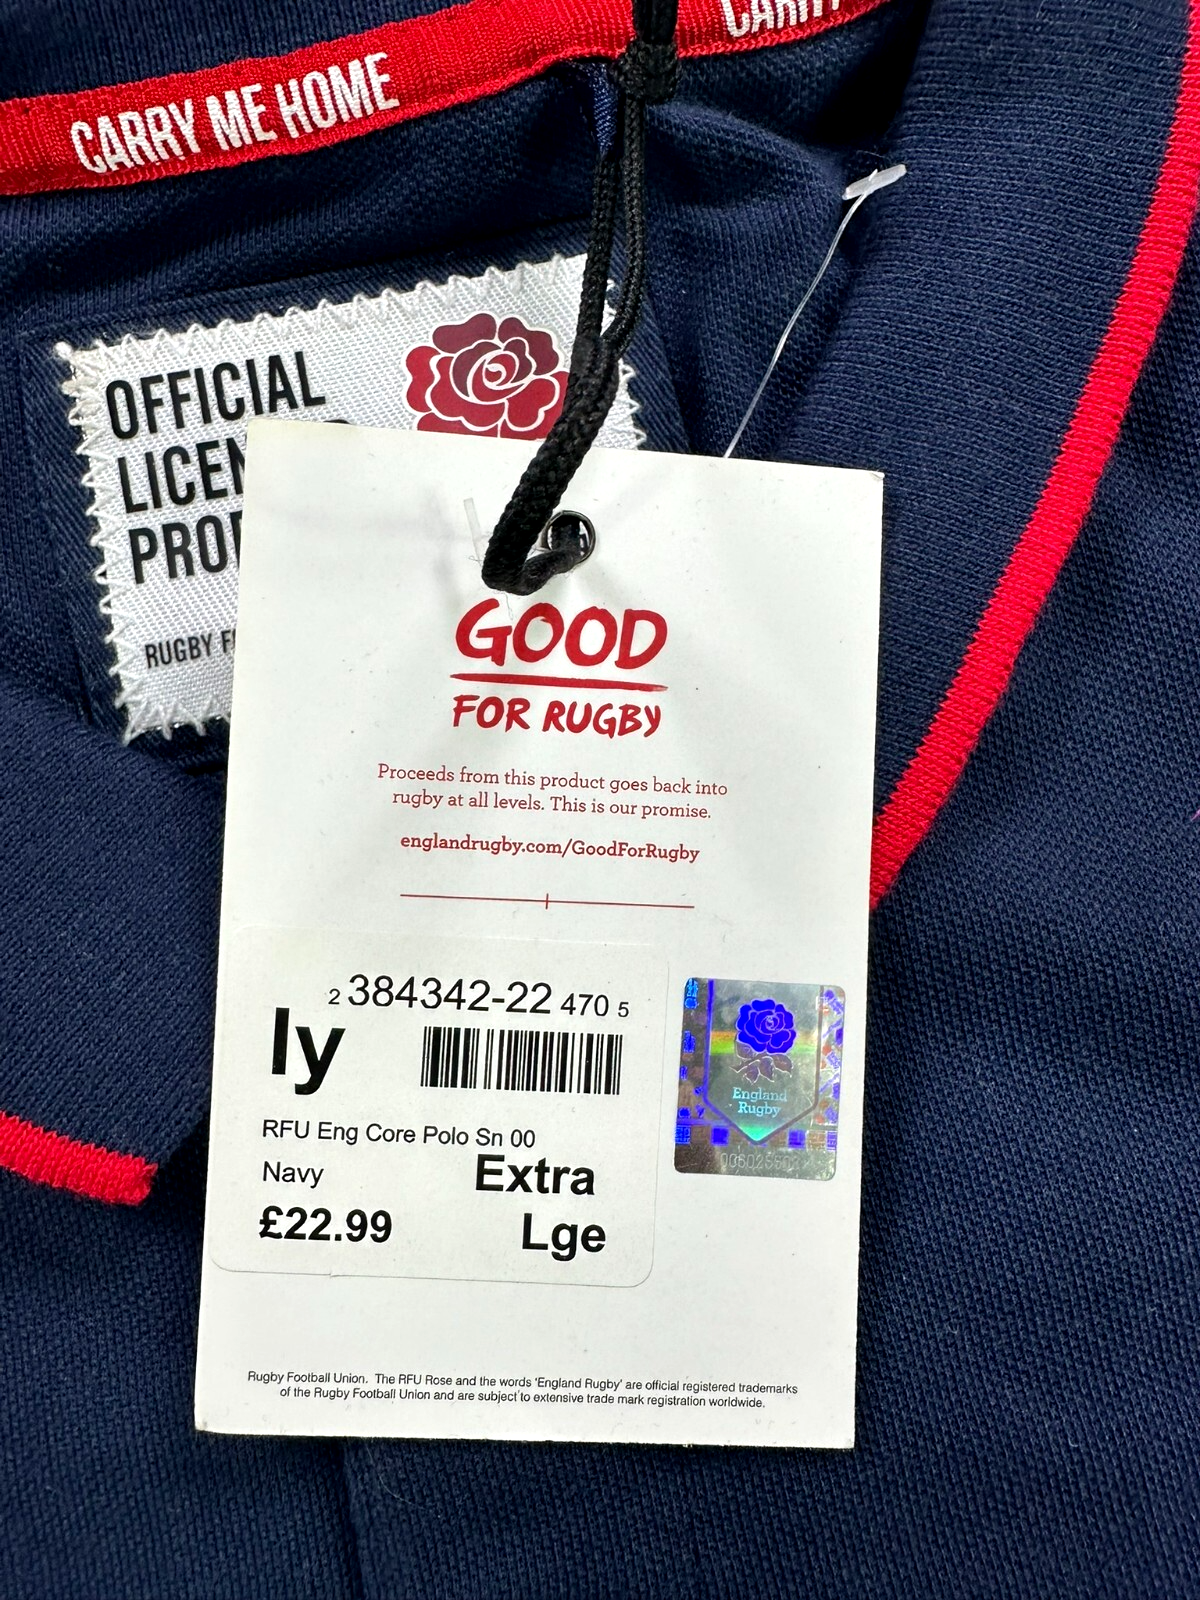 CARRY ME HOME
CARRY
OFFICIAL
RUGBY
GOOD
FOR RUGBY
Proceeds from this product goes back into
rugby at all levels. This is our promise.
englandrugby.com/GoodForRugby
2 384342-22 470 5
ly
RFU Eng Core Polo Sn 00
Navy
Extra
£22.99
Lge
England
Rugby
Rugby Football Union. The RFU Rose and the words 'England Rugby' are official registered trademarks
of the Rugby Football Union and are subject to extensive trade mark registration worldwide.